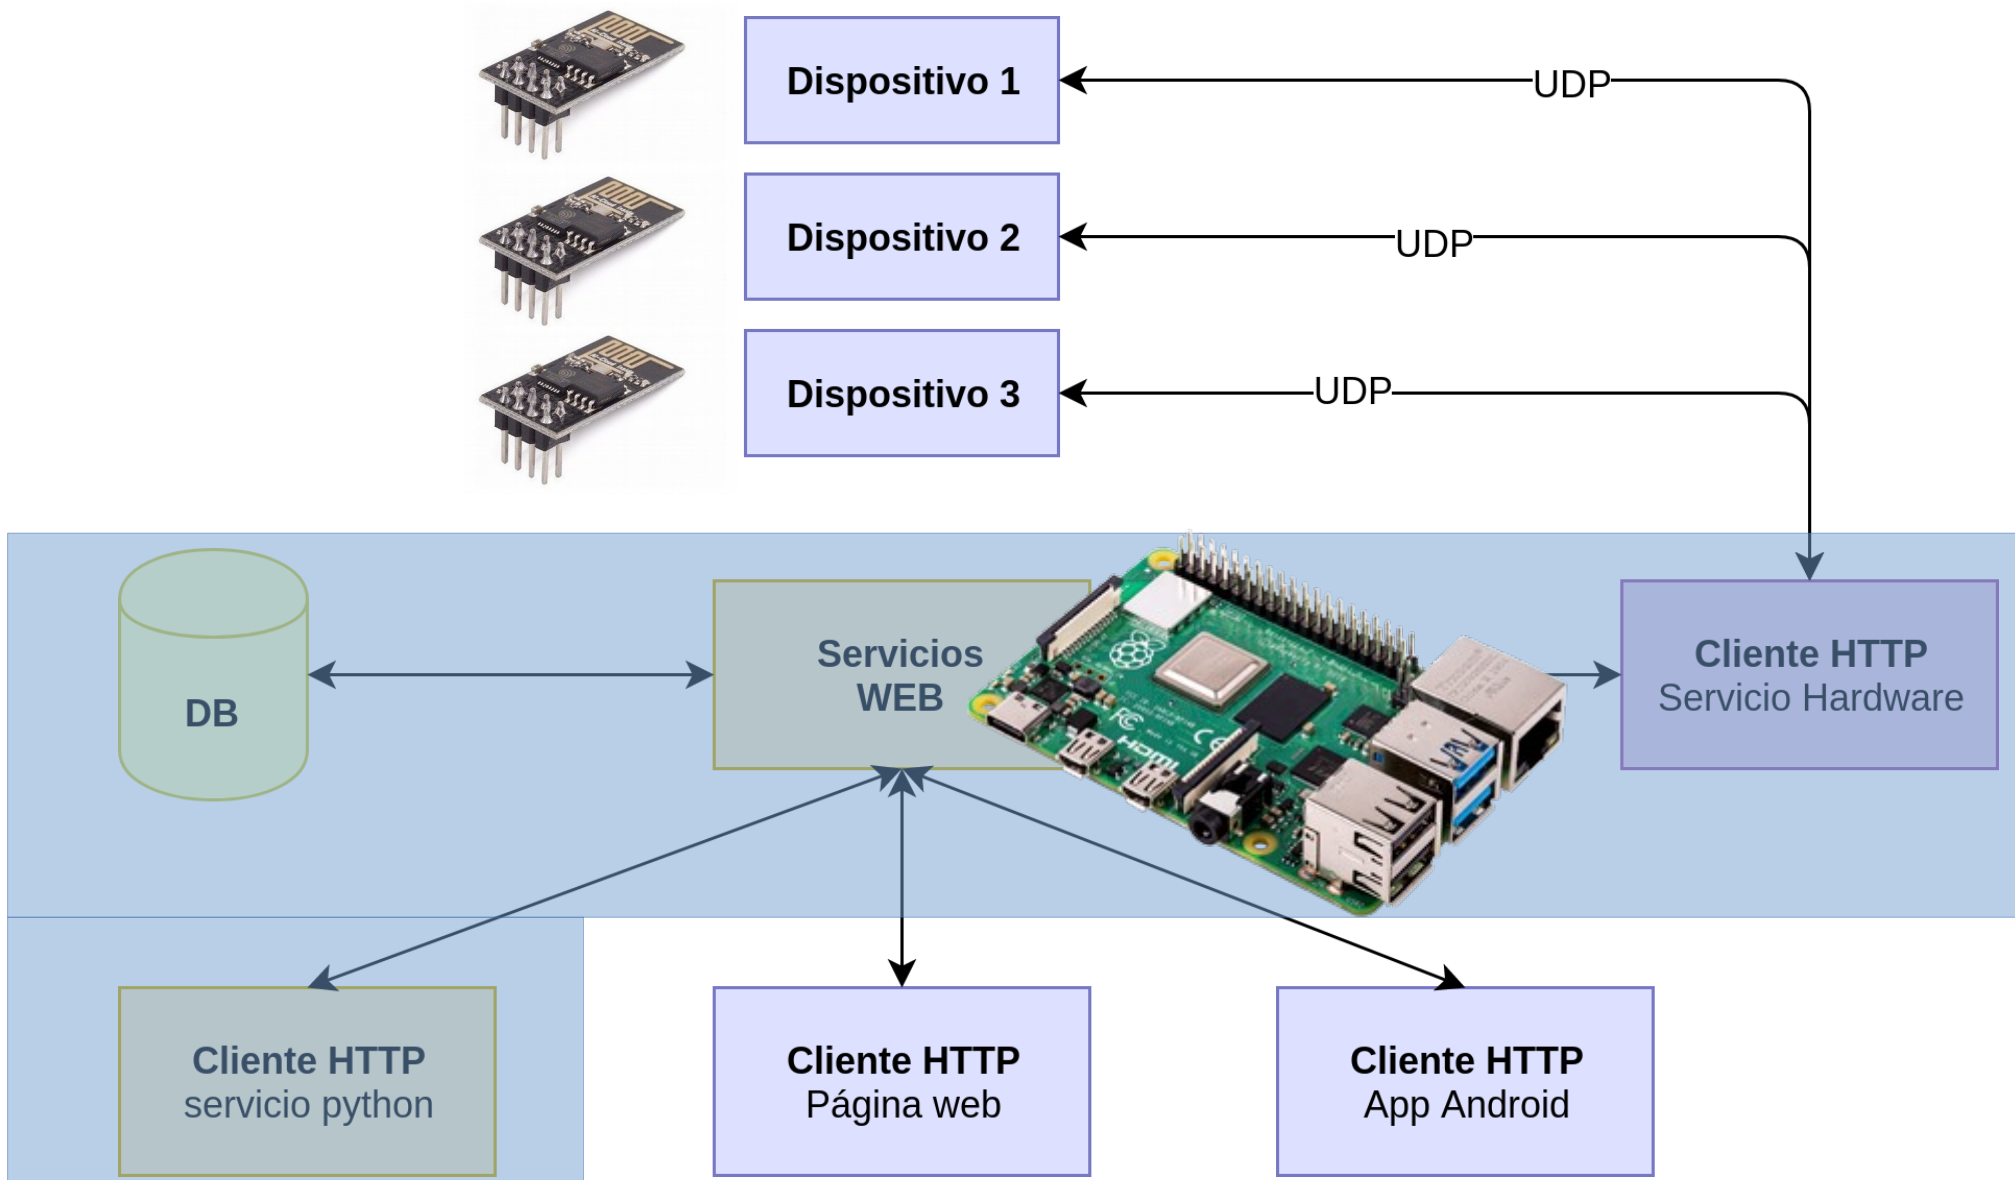 Dispositivo 1
UDP
Dispositivo 2
UDP
Dispositivo 3
UDP
DB
Servicios
WEB
HDMI
Cliente HTTP
Servicio Hardware
Cliente HTTP
servicio python
Cliente HTTP
Página web
Cliente HTTP
App Android